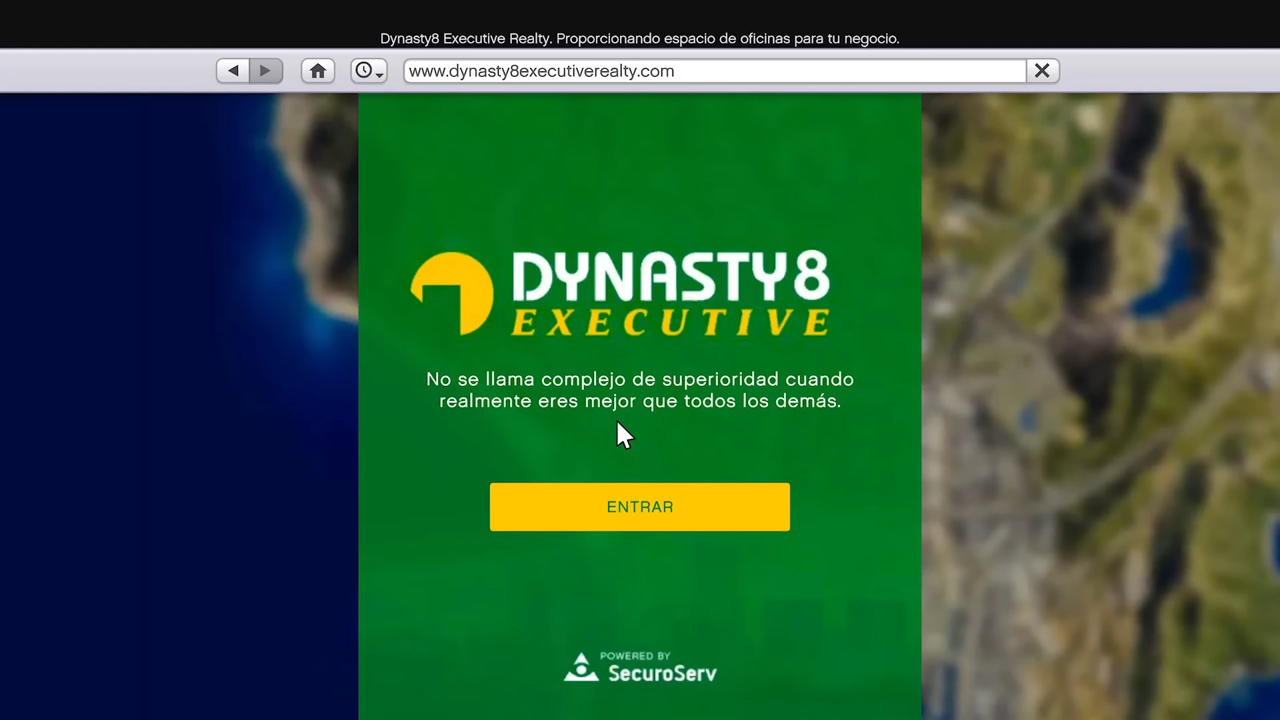 Dynasty8 Executive Realty. Proporcionando espacio de oficinas para tu negocio.
www.dynasty8executiverealty.com
DYNASTY8
EXECUTIVE
No se llama complejo de superioridad cuando
realmente eres mejor que todos los demás.
ENTRAR
POWERED BY
SecuroServ